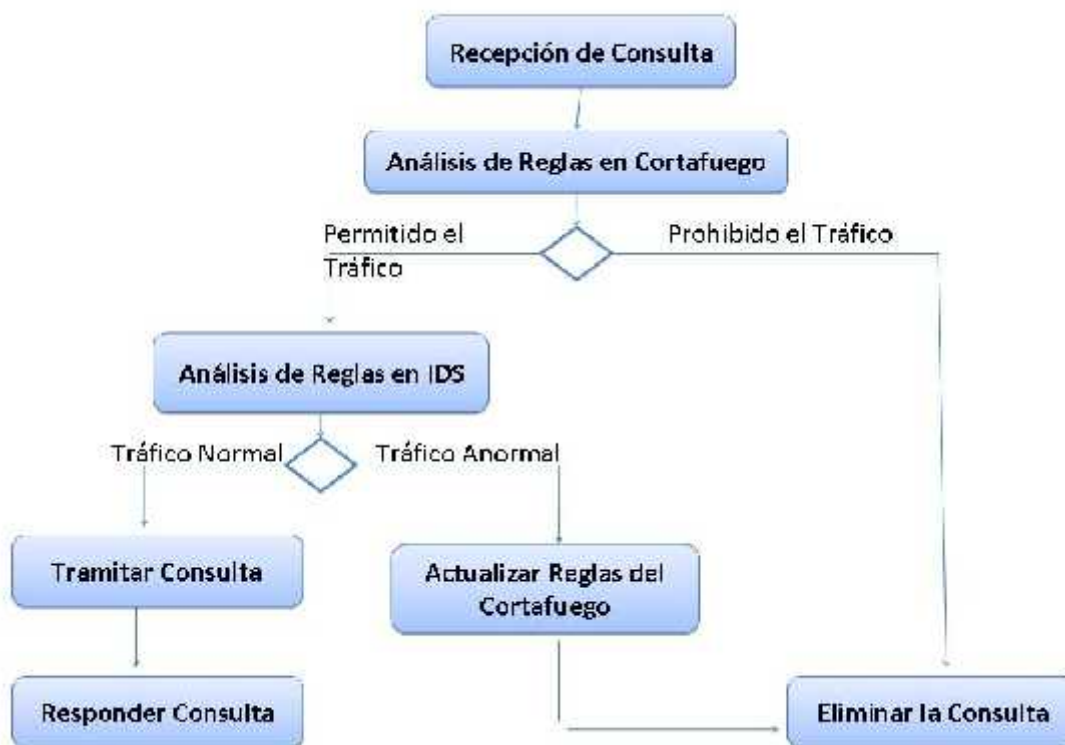 Recepción de Consulta
Análisis de Reglas en Cortafuego
Permitido el
Tráfico
Prohibido el Tráfico
Análisis de Reglas en IDS
Tráfico Normal
Tráfico Anormal
Tramitar Consulta
Actualizar Reglas del
Cortafuego
Responder Consulta
Eliminar la Consulta